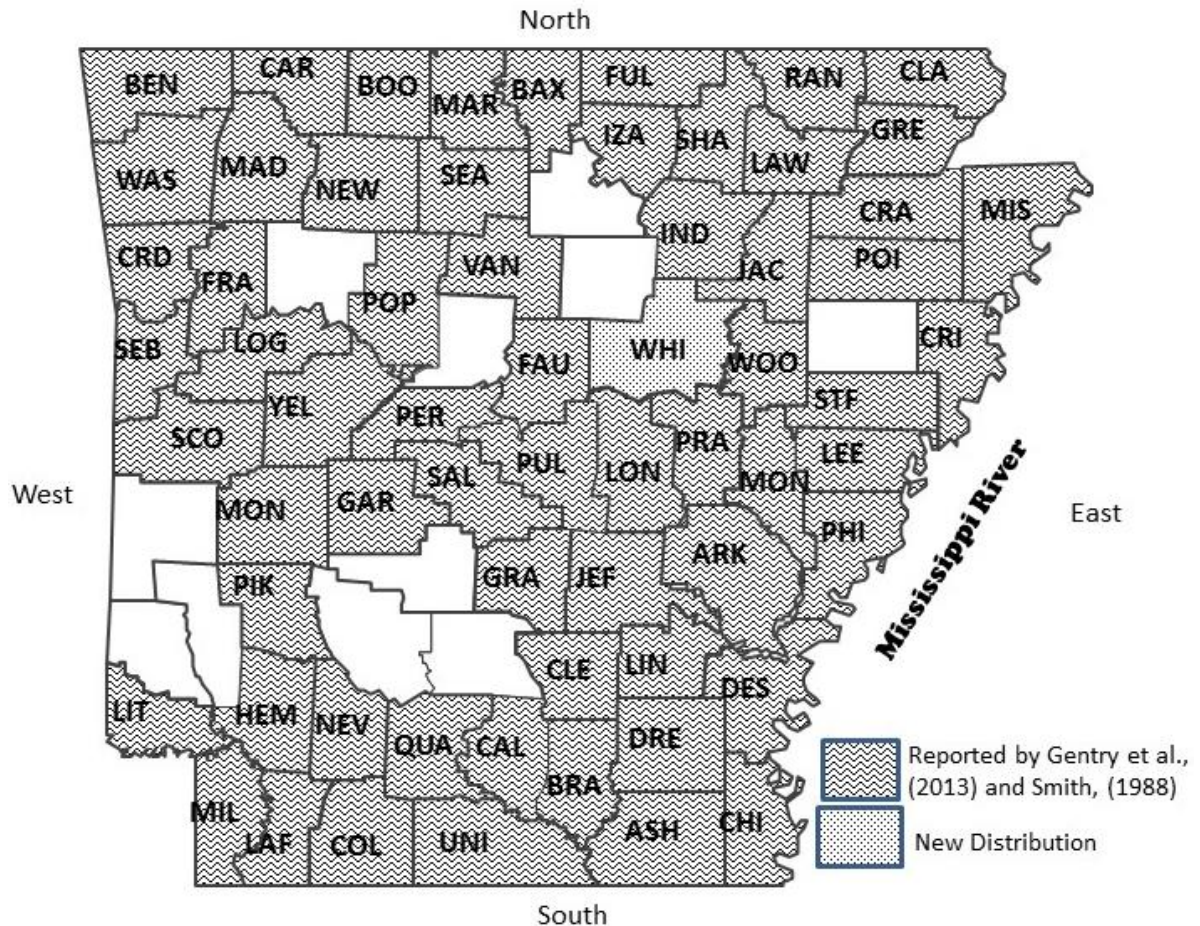 North
BEN
CAR
BOO
MAR
BAX
FUL
RAN
CLA
WAS
MAD
NEW
SEA
IZA
SHA
LAW
GRE
CRD
FRA
POP
VAN
IND
JAC
CRA
MIS
POI
SEB
LOG
YEL
FAU
WHI
WOO
CRI
STF
SCO
PER
PUL
LON
PRA
MON
LEE
West
MON
GAR
SAL
PHI
East
Mississippi River
PIK
GRA
JEF
ARK
LIT
HEM
NEV
CLE
LIN
DES
QUA
CAL
BRA
DRE
MIL
LAF
COL
UNI
ASH
CHI
Reported by Gentry et al.,
(2013) and Smith, (1988)
New Distribution
South